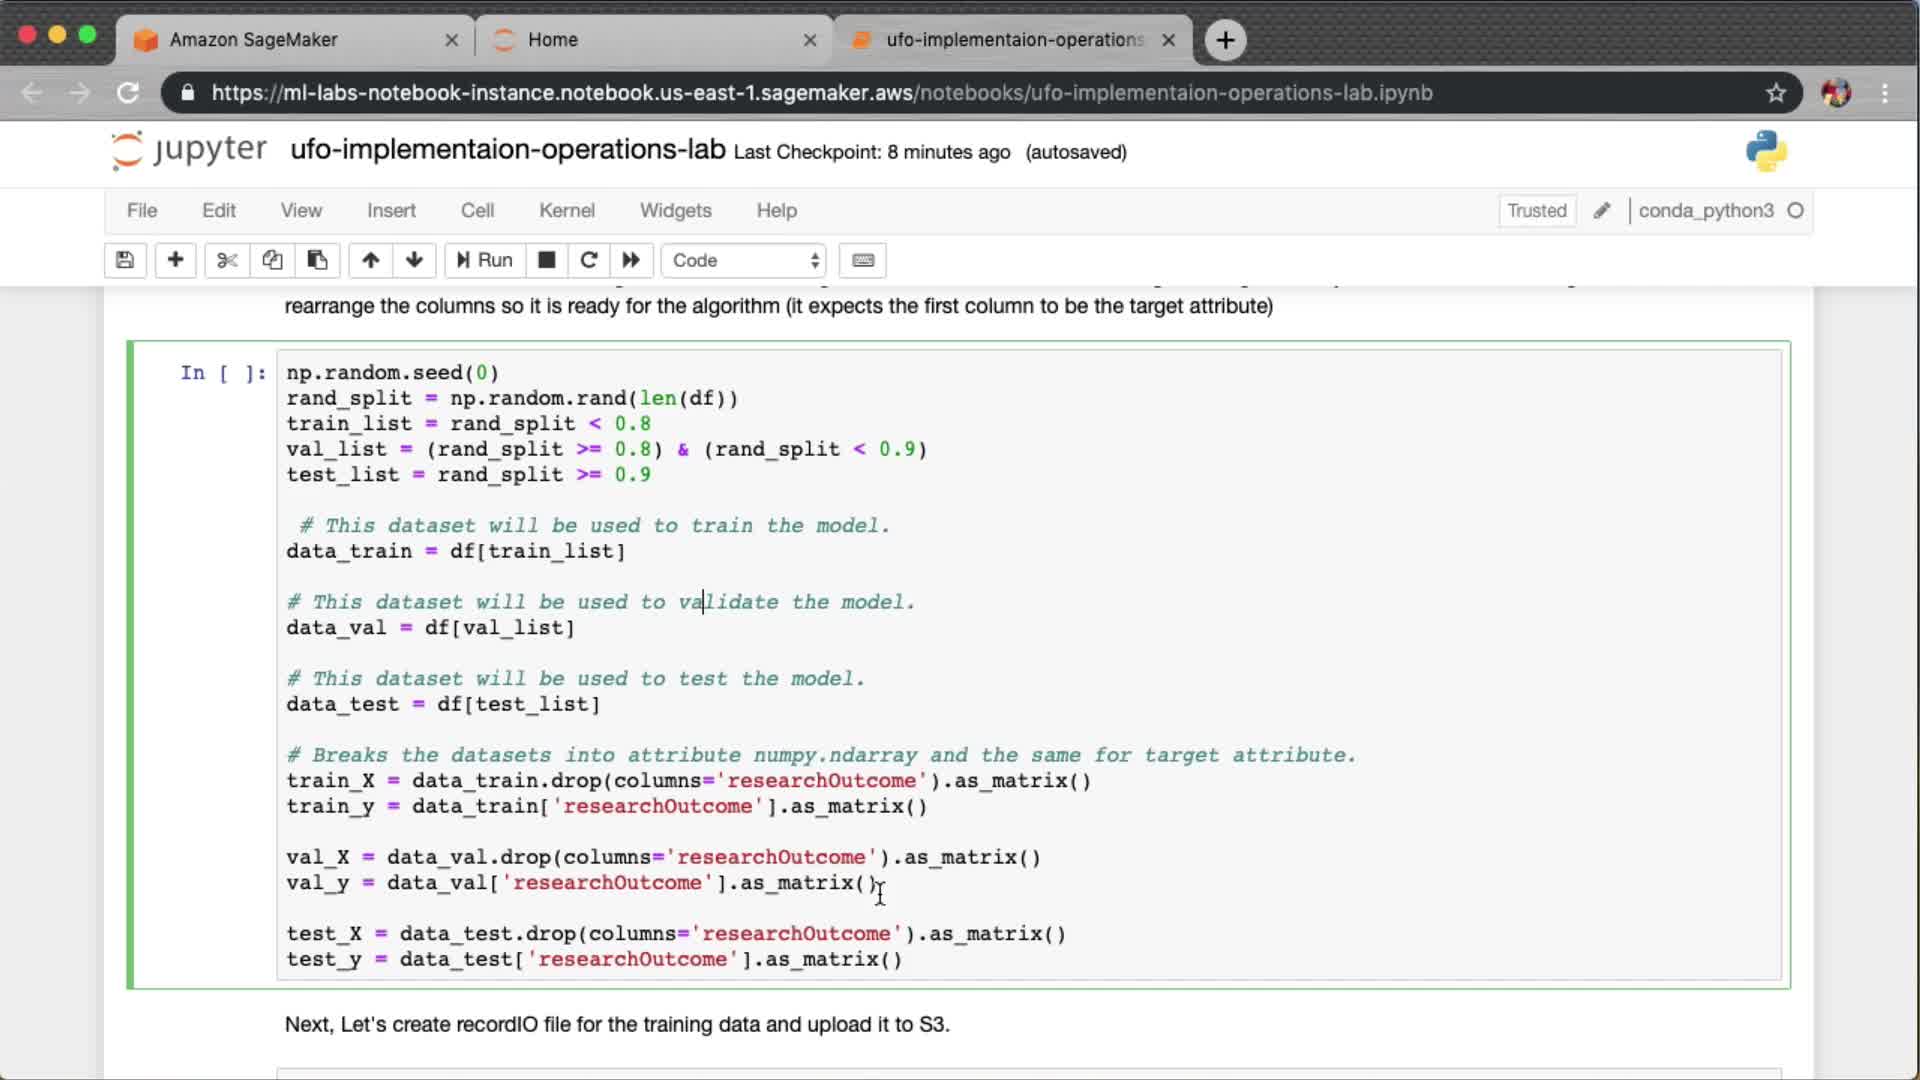 Amazon SageMaker
Home
ufo-implementaion-operations
https://ml-labs-notebook-instance.notebook.us-east-1.sagemaker.aws/notebooks/ufo-implementaion-operations-lab.ipynb
jupyter ufo-implementaion-operations-lab Last Checkpoint: 8 minutes ago (autosaved)
File Edit View Insert Cell Kernel Widgets Help Trusted conda_python3
Run Code
rearrange the columns so it is ready for the algorithm (it expects the first column to be the target attribute)
In [ ]: np.random.seed(0)
rand_split = np.random.rand(len(df))
train_list = rand_split < 0.8
val_list = (rand_split >= 0.8) & (rand_split < 0.9)
test_list = rand_split >= 0.9
# This dataset will be used to train the model.
data_train = df[train_list]
# This dataset will be used to validate the model.
data_val = df[val_list]
# This dataset will be used to test the model.
data_test = df[test_list]
# Breaks the datasets into attribute numpy.ndarray and the same for target attribute.
train_X = data_train.drop(columns='researchOutcome').as_matrix()
train_y = data_train['researchOutcome'].as_matrix()
val_X = data_val.drop(columns='researchOutcome').as_matrix()
val_y = data_val['researchOutcome'].as_matrix()
test_X = data_test.drop(columns='researchOutcome').as_matrix()
test_y = data_test['researchOutcome'].as_matrix()
Next, Let's create recordIO file for the training data and upload it to S3.